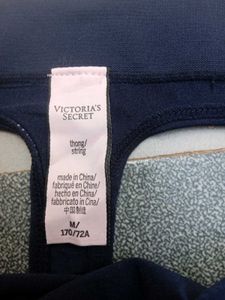 VICTORIA'S
SECRET
thong/
string
made in China/
fabriqué en Chine/
hecho en China/
fabbricato in Cina/
中国制造
M/
170/72A